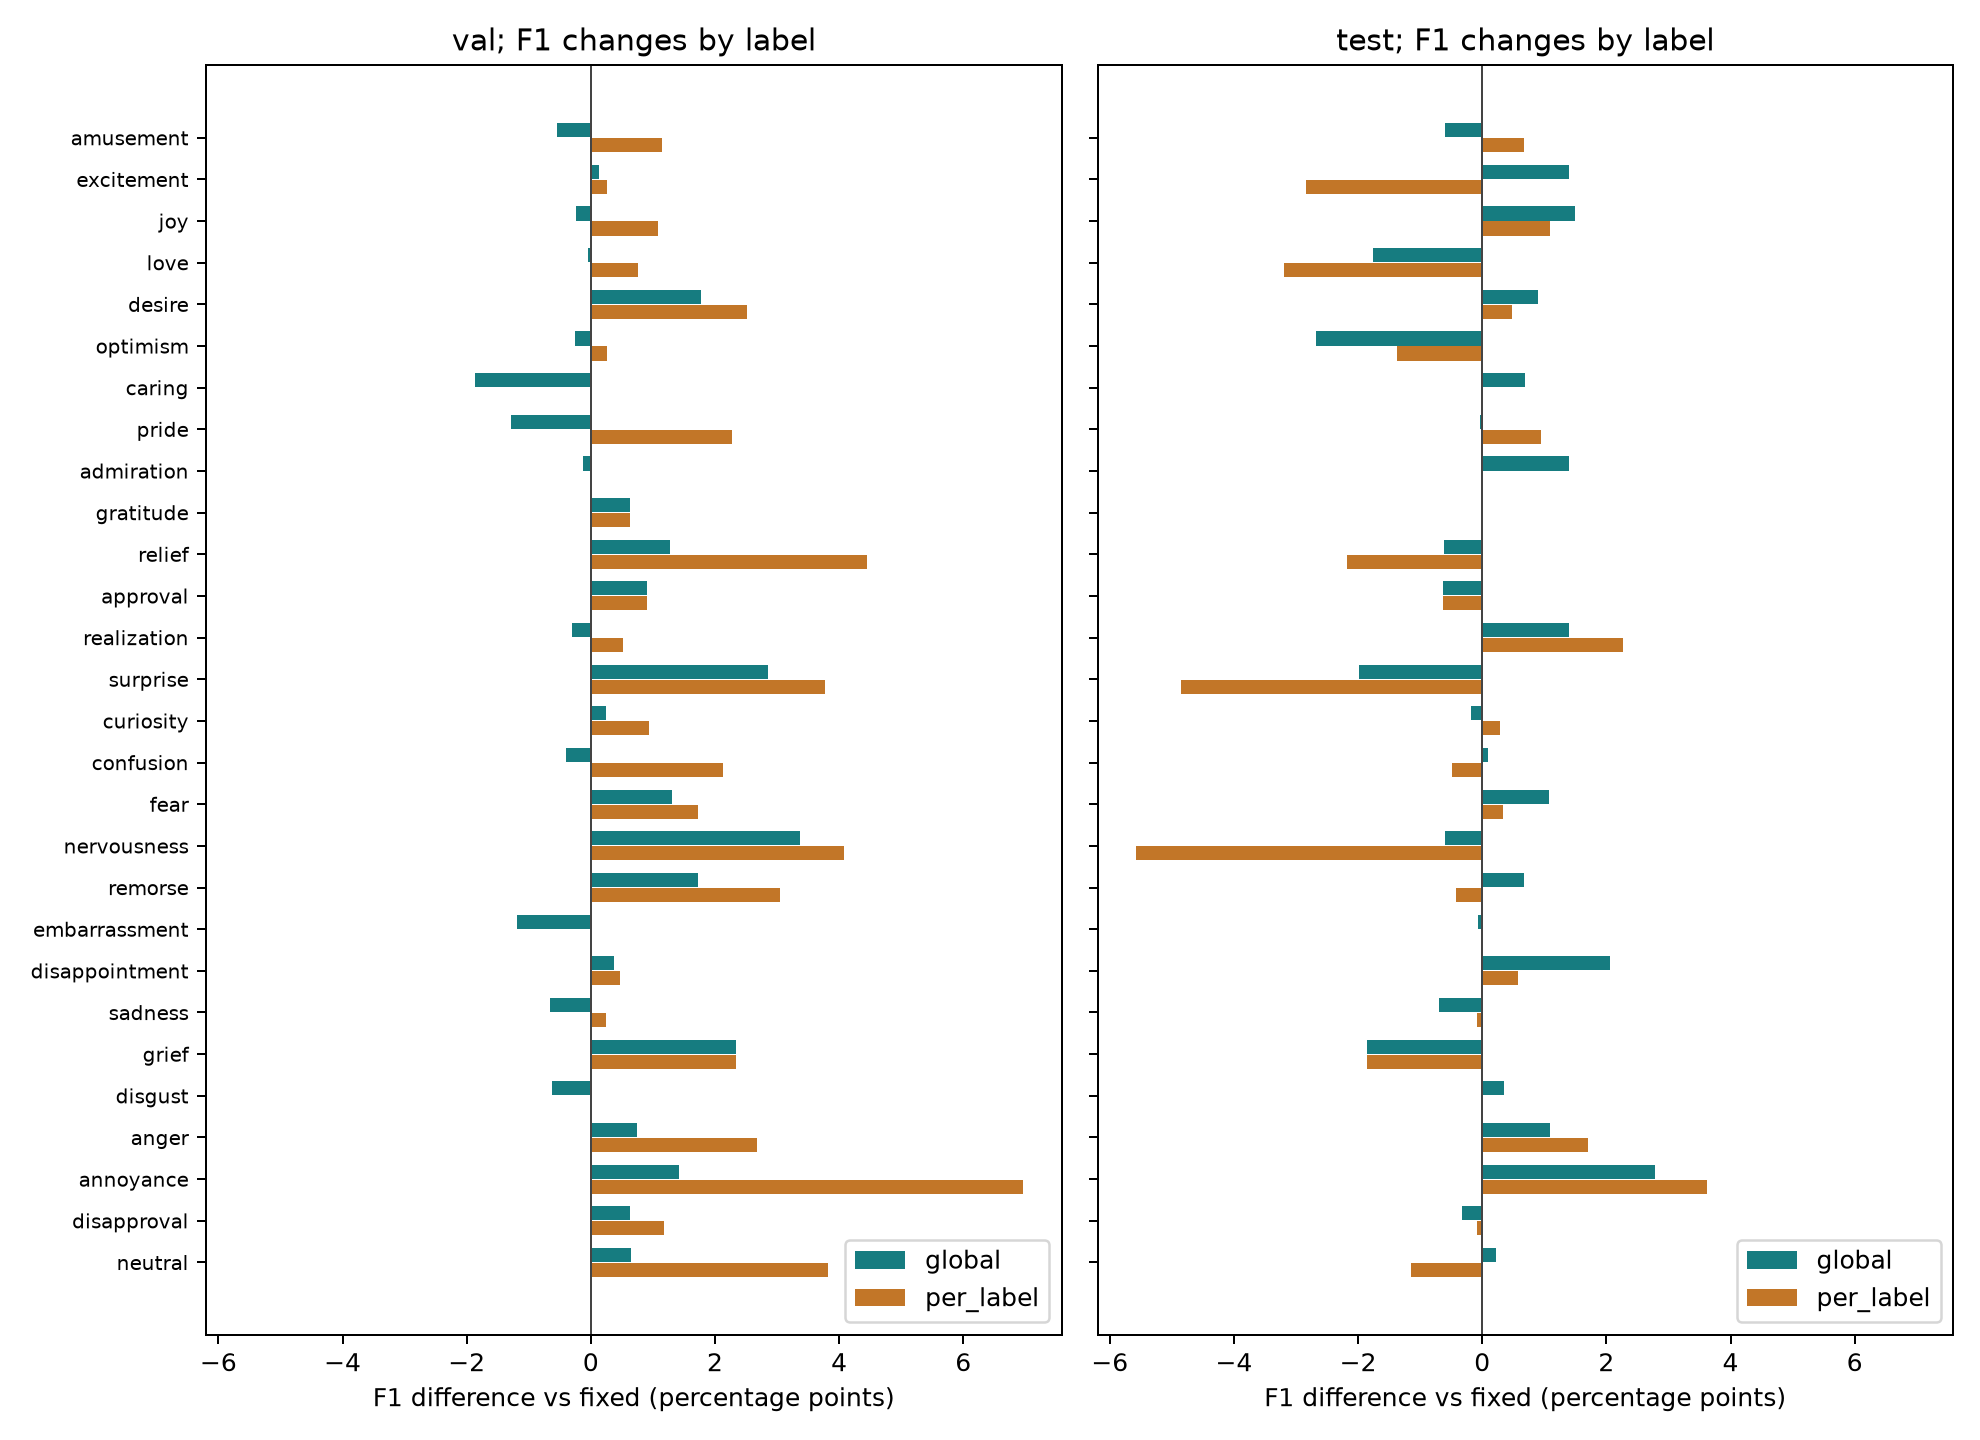 val; F1 changes by label
amusement
excitement
joy
love
desire
optimism
caring
pride
admiration
gratitude
relief
approval
realization
surprise
curiosity
confusion
fear
nervousness
remorse
embarrassment
disappointment
sadness
grief
disgust
anger
annoyance
disapproval
neutral
global
per_label
−6 −4 −2 0 2 4 6
F1 difference vs fixed (percentage points)
test; F1 changes by label
global
per_label
−6 −4 −2 0 2 4 6
F1 difference vs fixed (percentage points)